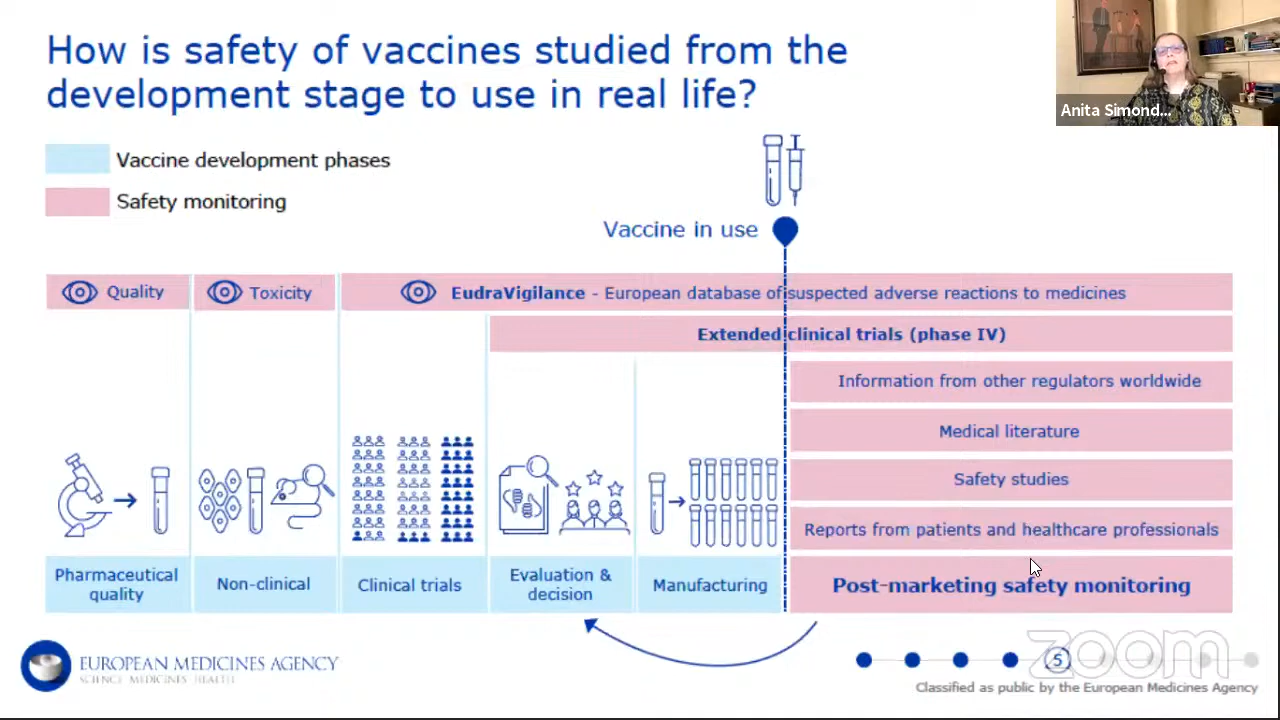 How is safety of vaccines studied from the
development stage to use in real life?
Anita Simond...
Vaccine development phases
Safety monitoring
Vaccine in use
Quality
Toxicity
EudraVigilance - European database of suspected adverse reactions to medicines
Extended clinical trials (phase IV)
Information from other regulators worldwide
Medical literature
Safety studies
Reports from patients and healthcare professionals
Pharmaceutical
quality
Non-clinical
Clinical trials
Evaluation &
decision
Manufacturing
Post-marketing safety monitoring
EUROPEAN MEDICINES AGENCY
SCIENCE MEDICINES HEALTH
5
zoom
Classified as public by the European Medicines Agency